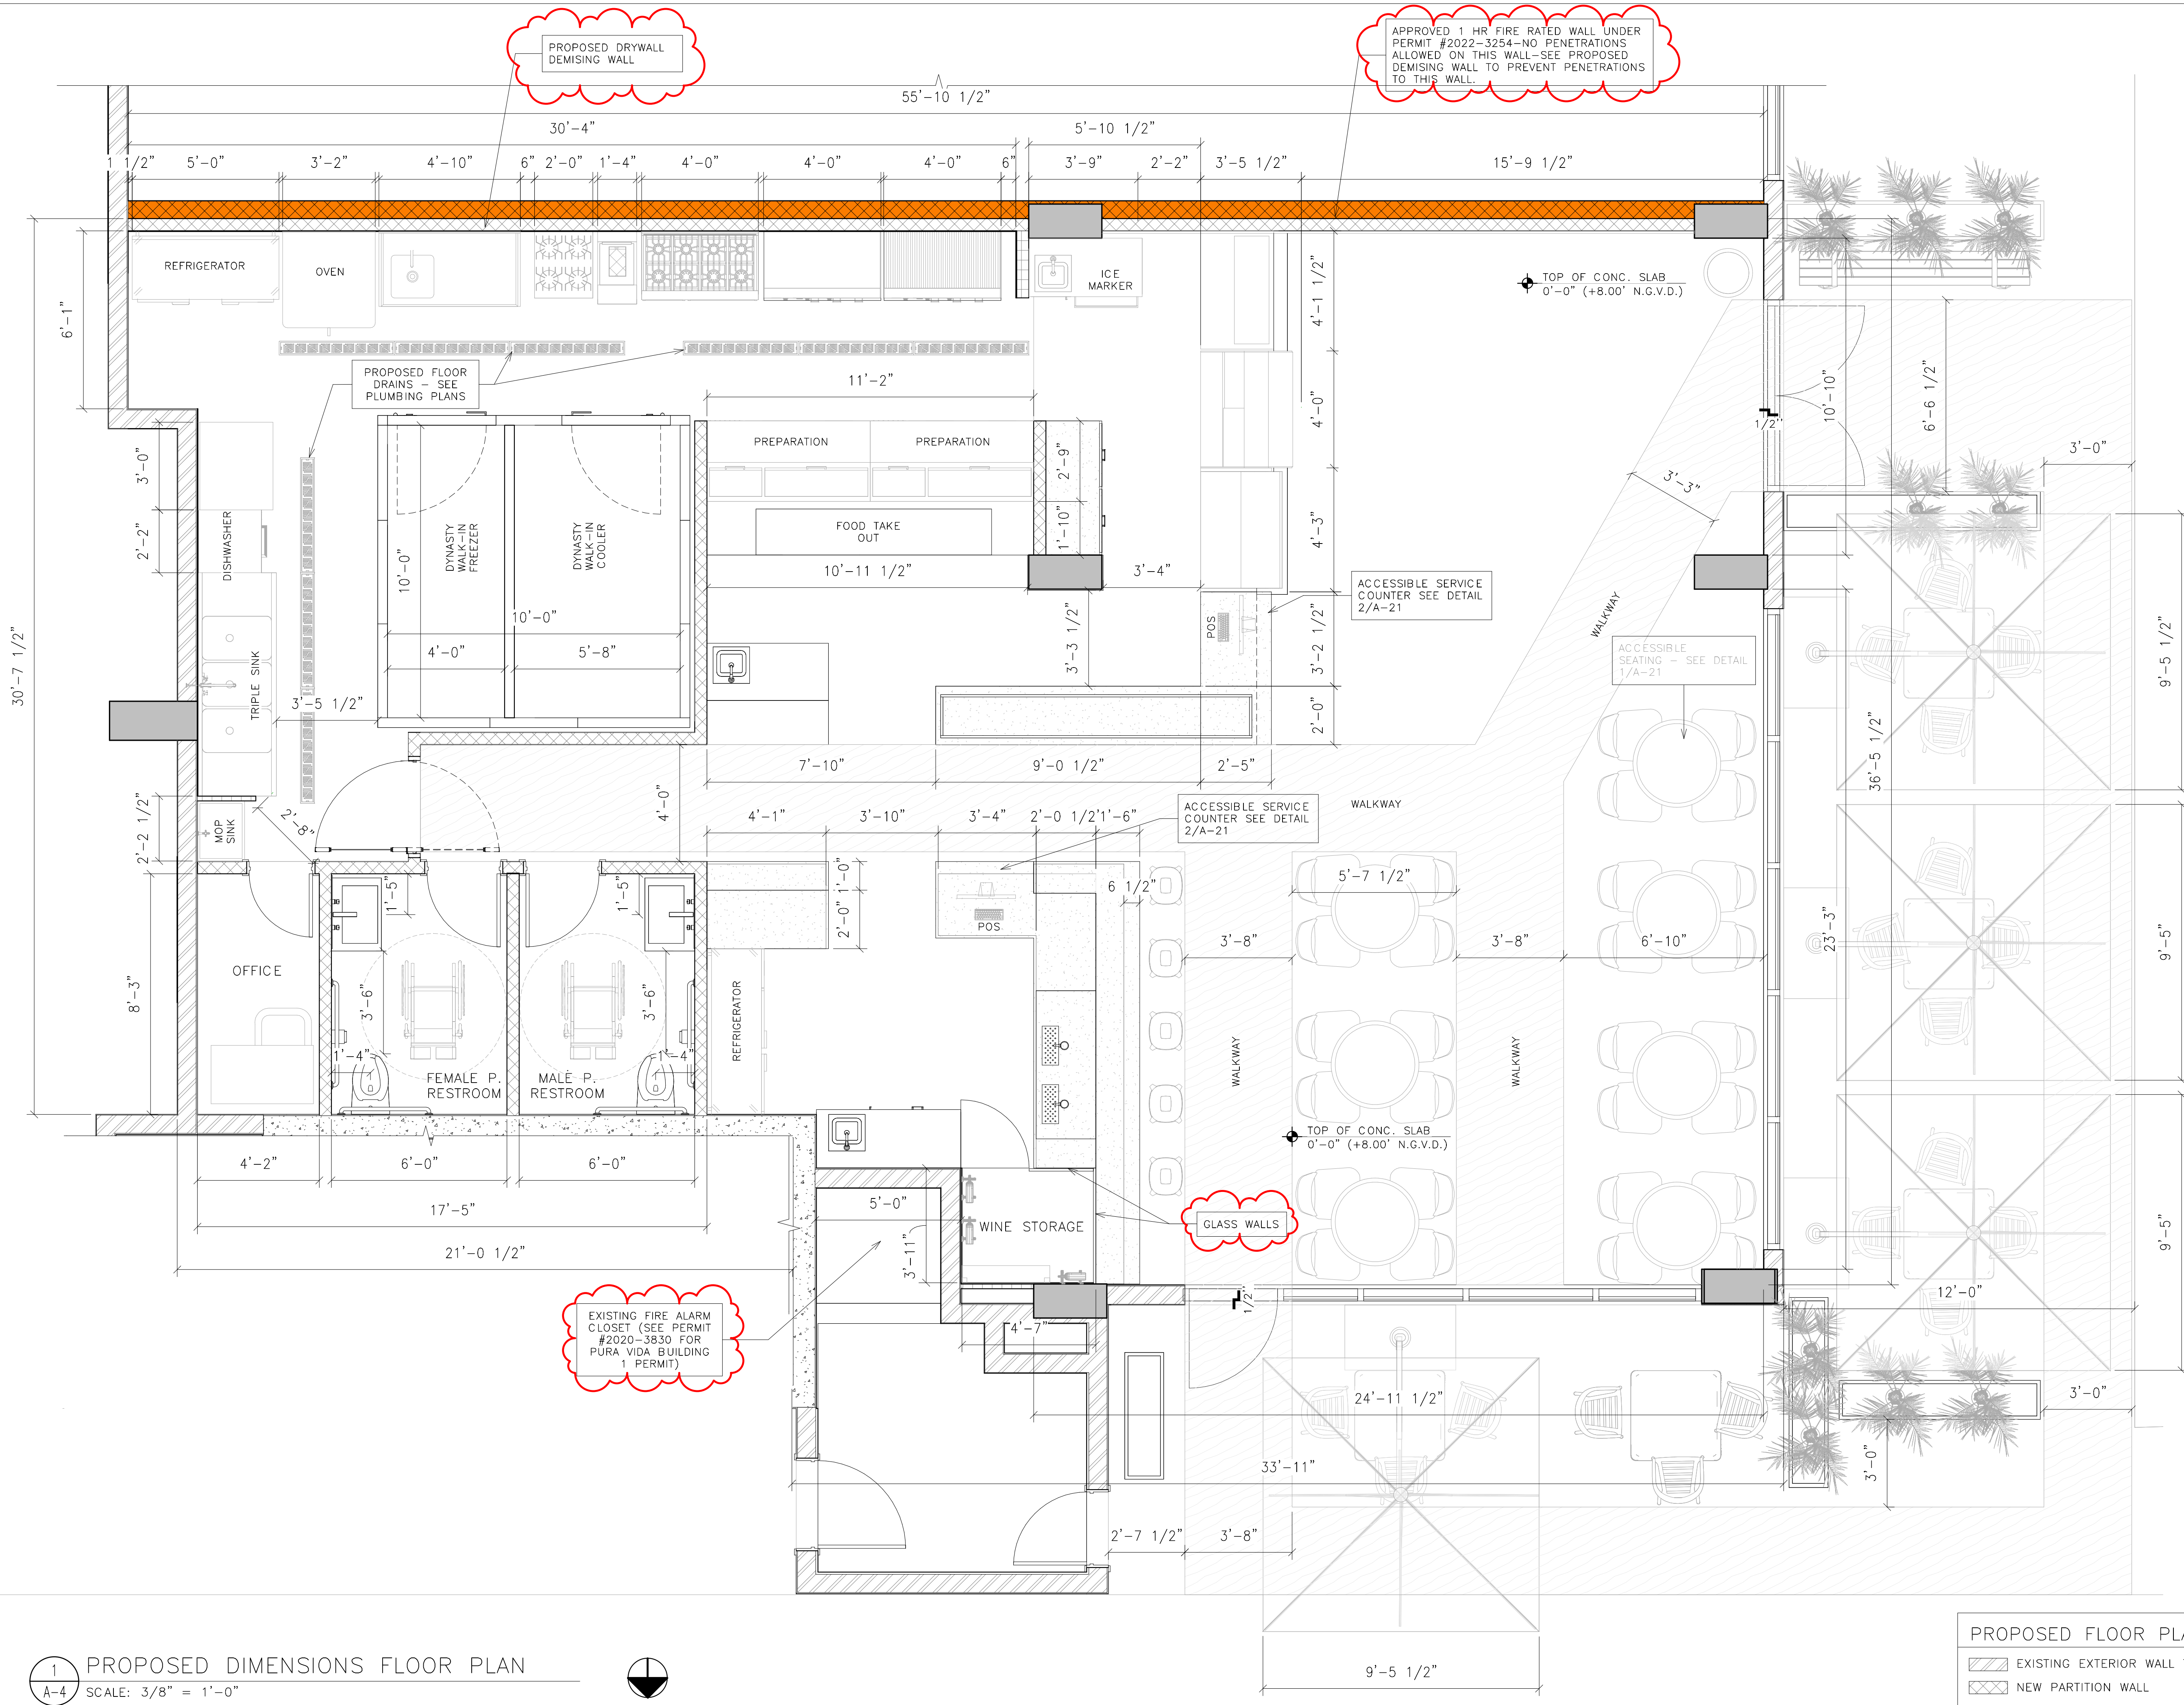 PROPOSED DRYWALL
DEMISING WALL
APPROVED 1 HR FIRE RATED WALL UNDER
PERMIT #2022-3254-NO PENETRATIONS
ALLOWED ON THIS WALL-SEE PROPOSED
DEMISING WALL TO PREVENT PENETRATIONS
TO THIS WALL.
55'-10 1/2"
30'-4"
5'-10 1/2"
1 1/2"
5'-0"
3'-2"
4'-10"
6"
2'-0"
1'-4"
4'-0"
4'-0"
4'-0"
6"
3'-9"
2'-2"
3'-5 1/2"
15'-9 1/2"
REFRIGERATOR
OVEN
ICE
MARKER
TOP OF CONC. SLAB
0'-0" (+8.00' N.G.V.D.)
6'-1"
4'-1 1/2"
PROPOSED FLOOR
DRAINS – SEE
PLUMBING PLANS
11'-2"
4'-0"
10'-10"
6'-6 1/2"
1/2"
3'-0"
PREPARATION
PREPARATION
2'-9"
3'-3"
3'-0"
2'-2"
DISHWASHER
DYNASTY
WALK-IN
FREEZER
DYNASTY
WALK-IN
COOLER
FOOD TAKE
OUT
1'-10"
4'-3"
10'-0"
10'-11 1/2"
3'-4"
ACCESSIBLE SERVICE
COUNTER SEE DETAIL
2/A-21
WALKWAY
10'-0"
4'-0"
5'-8"
POS
3'-3 1/2"
3'-2 1/2"
ACCESSIBLE
SEATING – SEE DETAIL
1/A-21
9'-5 1/2"
30'-7 1/2"
TRIPLE SINK
3'-5 1/2"
2'-0"
36'-5 1/2"
7'-10"
9'-0 1/2"
2'-5"
4'-0"
WALKWAY
2'-2 1/2"
MOP
SINK
2'-8"
4'-1"
3'-10"
3'-4"
2'-0 1/2"
1'-6"
ACCESSIBLE SERVICE
COUNTER SEE DETAIL
2/A-21
1'-5"
1'-5"
1'-0"
2'-0"
6 1/2"
5'-7 1/2"
POS
3'-8"
3'-8"
6'-10"
23'-3"
9'-5"
OFFICE
8'-3"
3'-6"
3'-6"
REFRIGERATOR
1'-4"
1'-4"
FEMALE P.
RESTROOM
MALE P.
RESTROOM
WALKWAY
WALKWAY
TOP OF CONC. SLAB
0'-0" (+8.00' N.G.V.D.)
4'-2"
6'-0"
6'-0"
17'-5"
21'-0 1/2"
5'-0"
3'-11"
WINE STORAGE
GLASS WALLS
9'-5"
12'-0"
1/2"
EXISTING FIRE ALARM
CLOSET (SEE PERMIT
#2020-3830 FOR
PURA VIDA BUILDING
1 PERMIT)
4'-7"
24'-11 1/2"
3'-0"
3'-0"
33'-11"
2'-7 1/2"
3'-8"
9'-5 1/2"
1
A-4
PROPOSED DIMENSIONS FLOOR PLAN
SCALE: 3/8" = 1'-0"
PROPOSED FLOOR
EXISTING EXTERIOR WALL
NEW PARTITION WALL